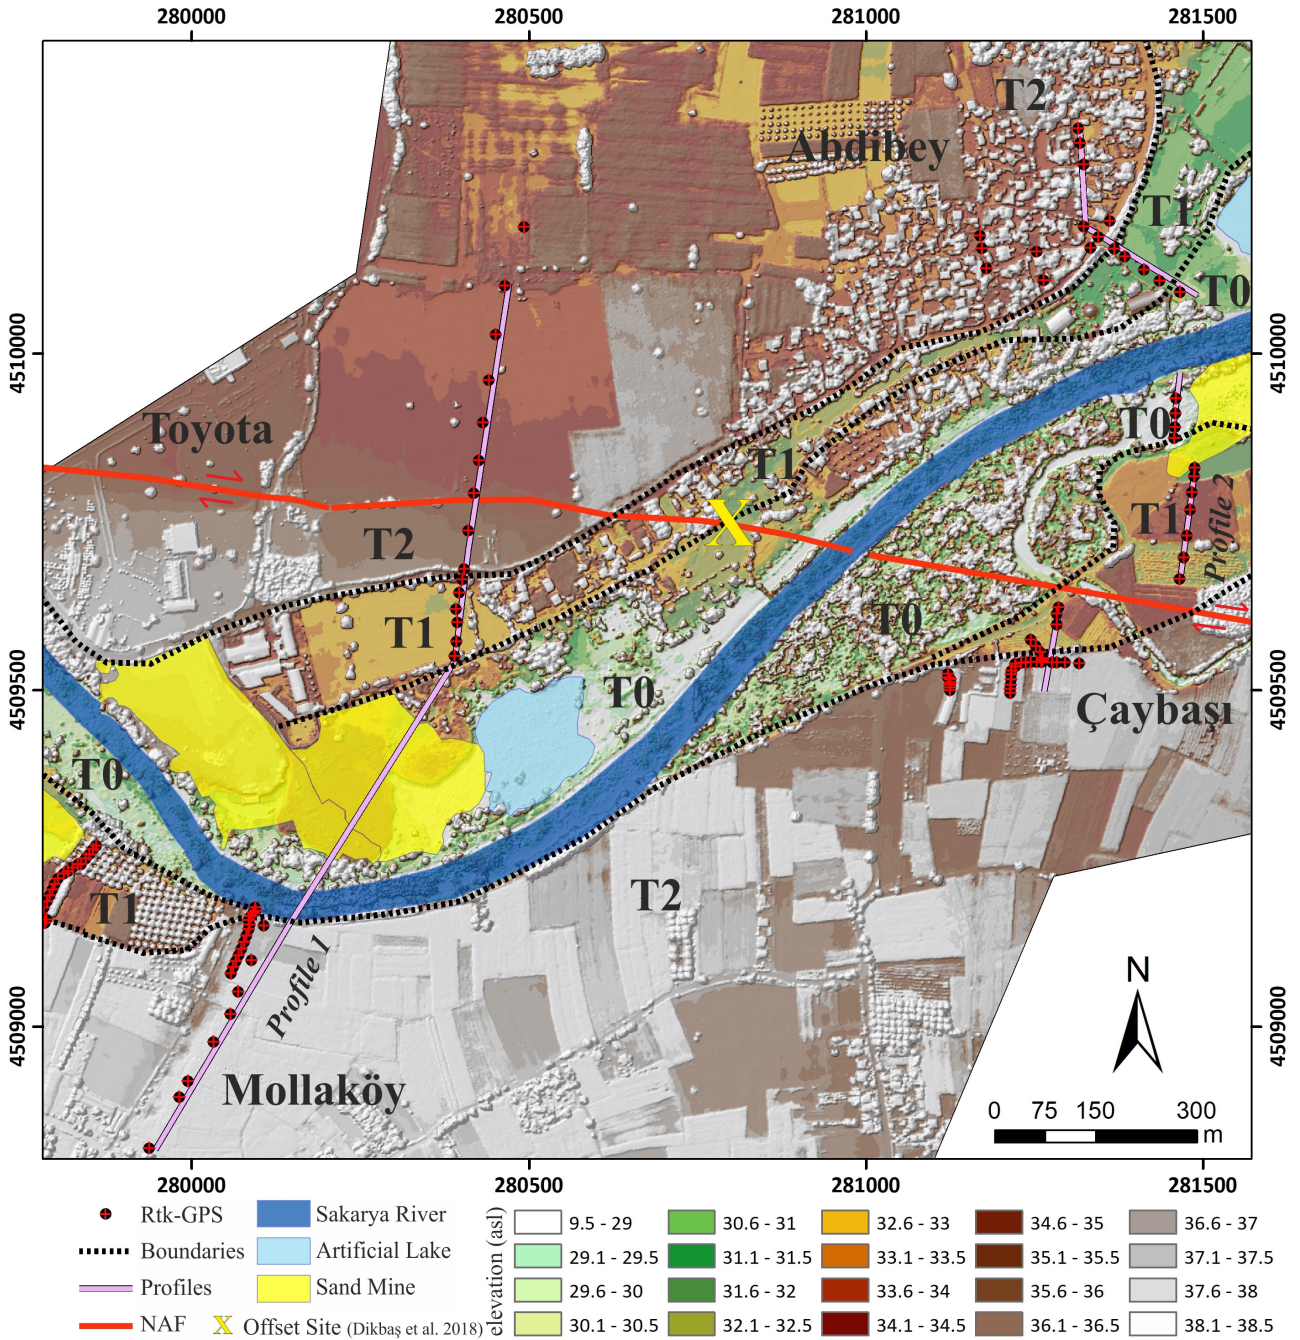 280000 280500 281000 281500
T2
Abdibey
T1
T0
4510000 4510000
Toyota
T0
T1
T1
Profile 2
T2
T0
T1
4509500 4509500
T0
Çaybaşı
T0
T2
T1
Profile 1
N
4509000 4509000
Mollaköy
0 75 150 300
m
280000 280500 281000 281500
Rtk-GPS
Boundaries
Profiles
NAF
Sakarya River
Artificial Lake
Sand Mine
X Offset Site (Dikbaş et al. 2018)
elevation (asl)
9.5 - 29
29.1 - 29.5
29.6 - 30
30.1 - 30.5
30.6 - 31
31.1 - 31.5
31.6 - 32
32.1 - 32.5
32.6 - 33
33.1 - 33.5
33.6 - 34
34.1 - 34.5
34.6 - 35
35.1 - 35.5
35.6 - 36
36.1 - 36.5
36.6 - 37
37.1 - 37.5
37.6 - 38
38.1 - 38.5
X